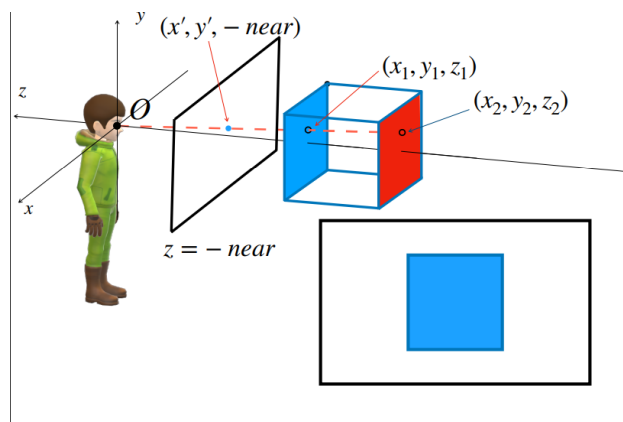 y
(x′, y′, − near)
(x₁, y₁, z₁)
z
(x₂, y₂, z₂)
O
x
z = − near